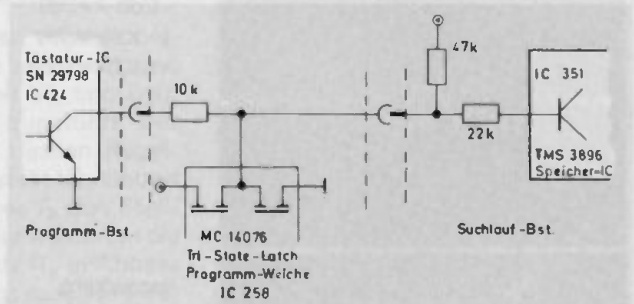 Tastatur-IC
SN 29798
IC 424
10k
47k
22k
IC 351
TMS 3896
Speicher-IC
Programm-Bst.
MC 14076
Tri-State-Latch
Programm-Weiche
IC 258
Suchlauf-Bst.